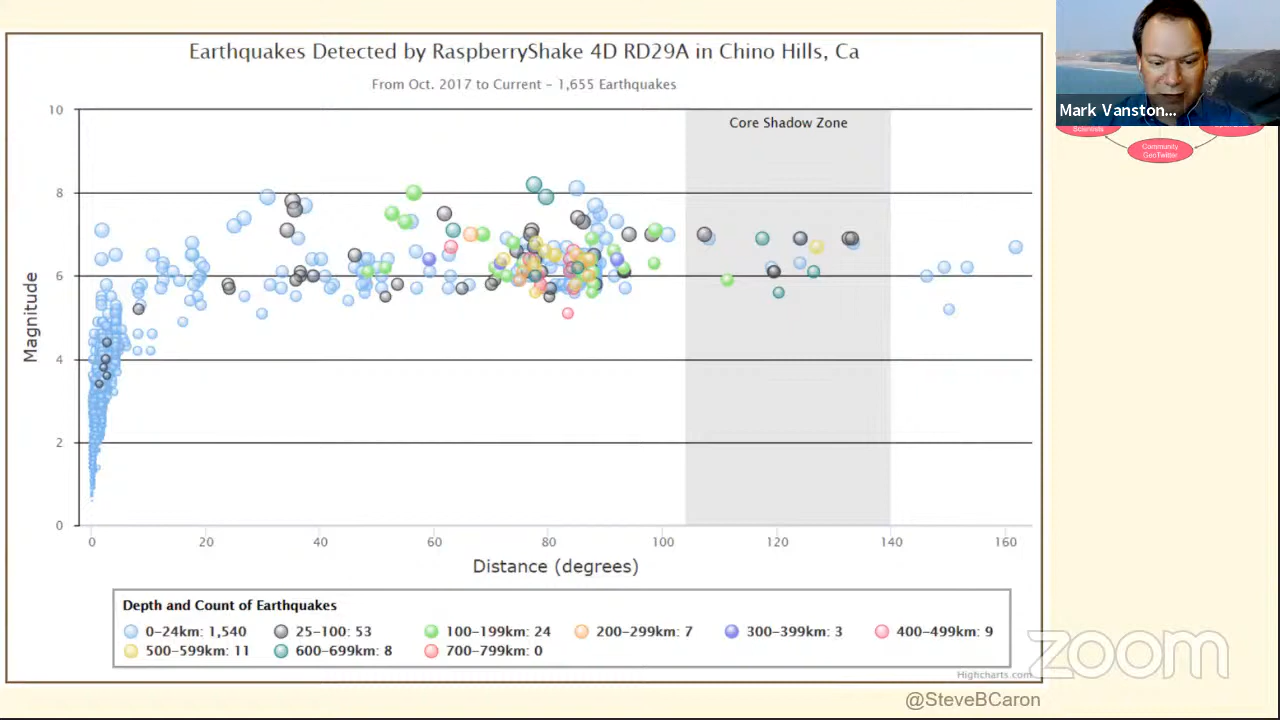 Earthquakes Detected by RaspberryShake 4D RD29A in Chino Hills, Ca
From Oct. 2017 to Current – 1,655 Earthquakes
Mark Vanston...
Scientists
Community
GeoTwitter
Core Shadow Zone
10
8
6
4
2
0
Magnitude
0 20 40 60 80 100 120 140 160
Distance (degrees)
Depth and Count of Earthquakes
0–24km: 1,540 25–100: 53 100–199km: 24 200–299km: 7 300–399km: 3 400–499km: 9
500–599km: 11 600–699km: 8 700–799km: 0
Highcharts.com
zoom
@SteveBCaron